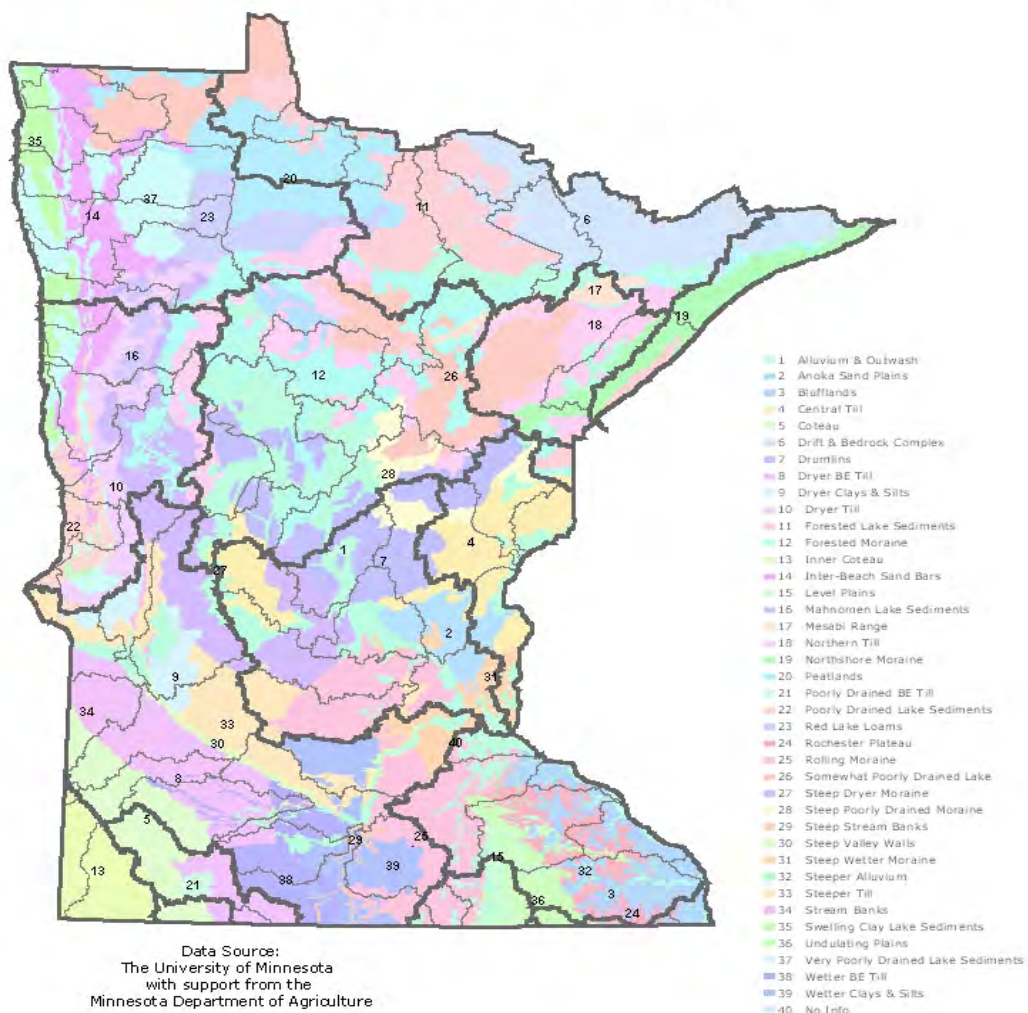 35
20
37
14
23
11
6
17
19
18
16
12
26
10
28
22
1
4
27
7
2
9
31
34
33
30
40
8
5
29
25
15
39
13
21
38
32
3
36
24
1 Alluvium & Outwash
2 Anoka Sand Plains
3 Blufflands
4 Central Till
5 Coteau
6 Drift & Bedrock Complex
7 Drumlins
8 Dryer BE Till
9 Dryer Clays & Silts
10 Dryer Till
11 Forested Lake Sediments
12 Forested Moraine
13 Inner Coteau
14 Inter-Beach Sand Bars
15 Level Plains
16 Mahnomen Lake Sediments
17 Mesabi Range
18 Northern Till
19 Northshore Moraine
20 Peatlands
21 Poorly Drained BE Till
22 Poorly Drained Lake Sediments
23 Red Lake Loams
24 Rochester Plateau
25 Rolling Moraine
26 Somewhat Poorly Drained Lake
27 Steep Dryer Moraine
28 Steep Poorly Drained Moraine
29 Steep Stream Banks
30 Steep Valley Walls
31 Steep Wetter Moraine
32 Steeper Alluvium
33 Steeper Till
34 Stream Banks
35 Swelling Clay Lake Sediments
36 Undulating Plains
37 Very Poorly Drained Lake Sediments
38 Wetter BE Till
39 Wetter Clays & Silts
40 No Info
Data Source:
The University of Minnesota
with support from the
Minnesota Department of Agriculture